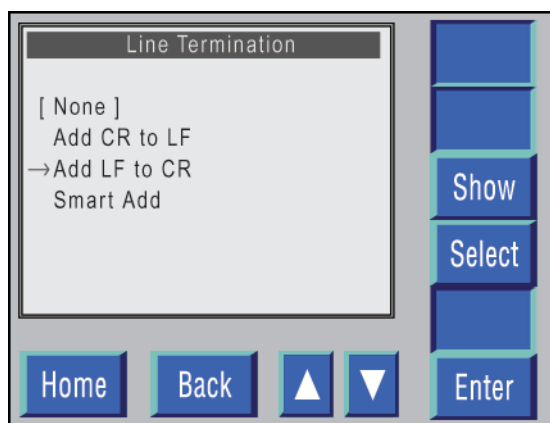 Line Termination
[ None ]
Add CR to LF
→Add LF to CR
Smart Add
Show
Select
Home
Back
▲
▼
Enter